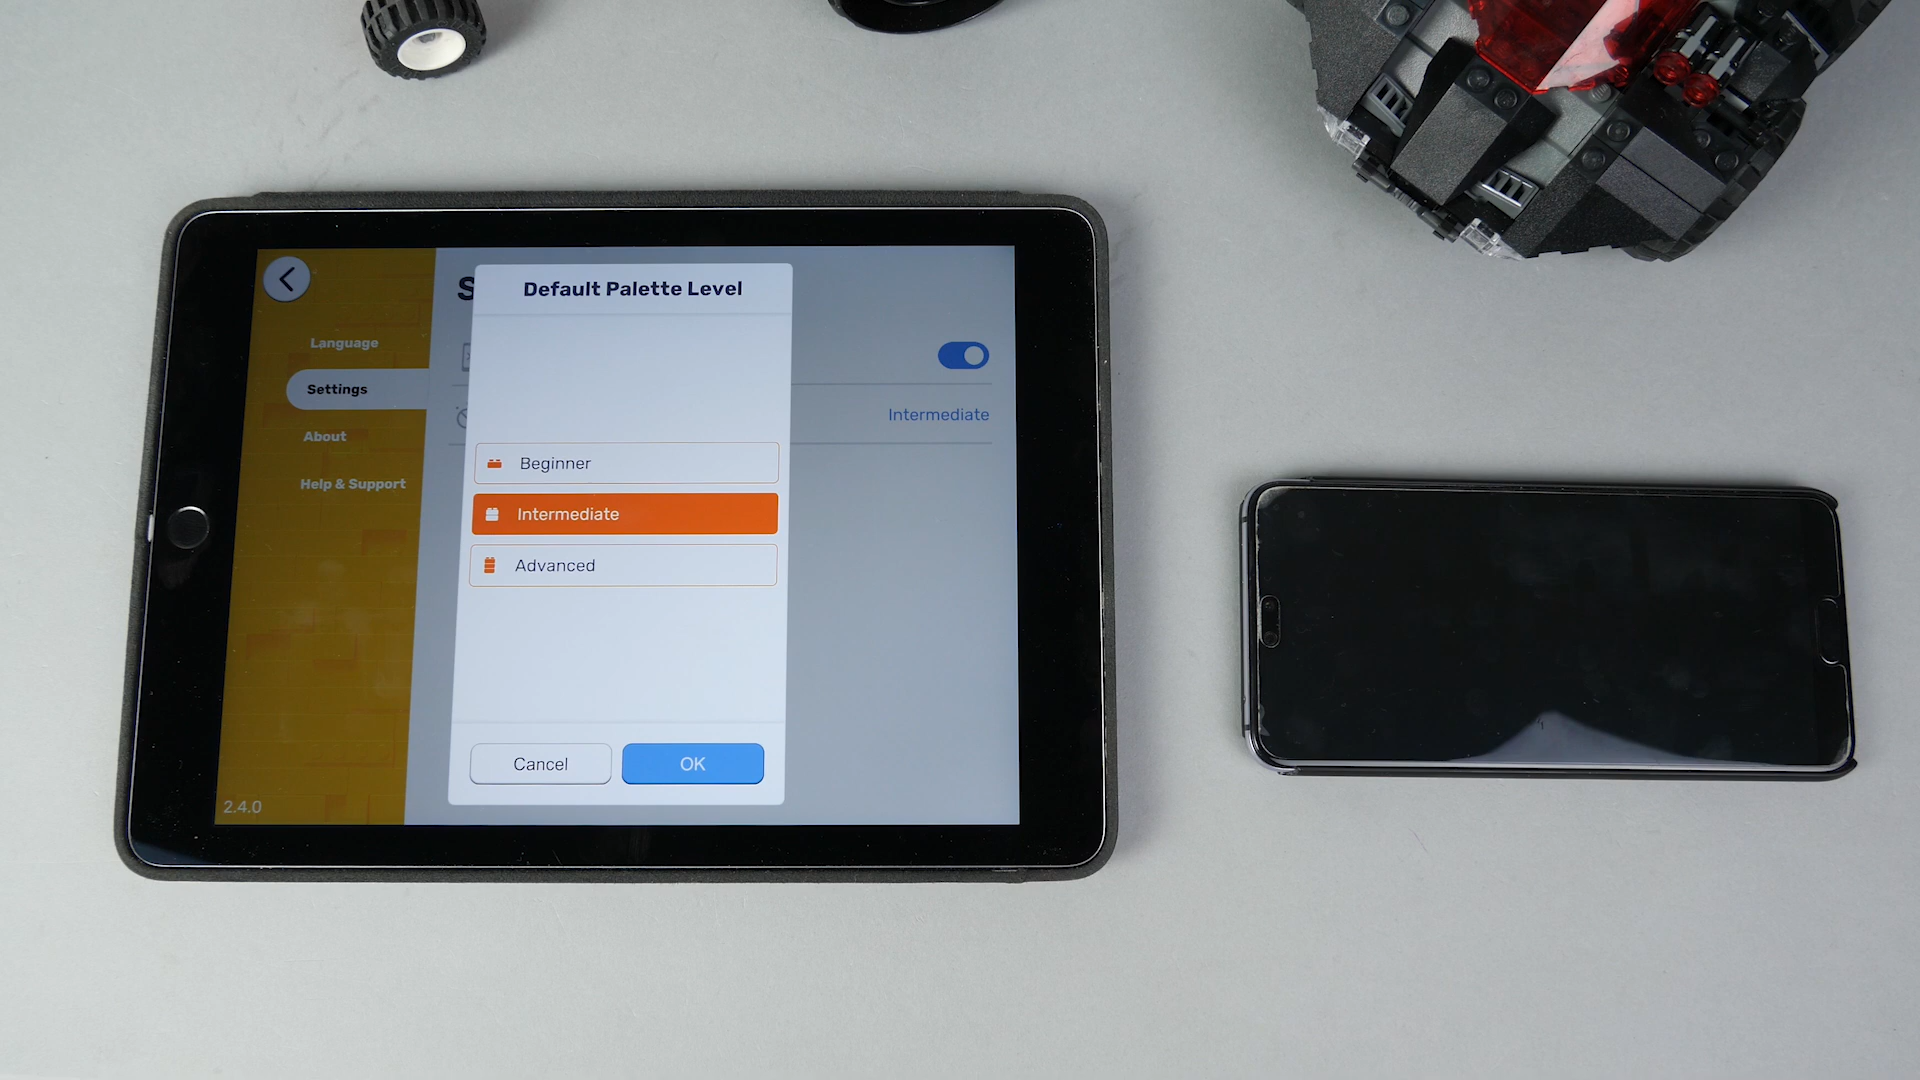 Default Palette Level
S
Language
Settings
About
Help & Support
Intermediate
Beginner
Intermediate
Advanced
Cancel
OK
2.4.0